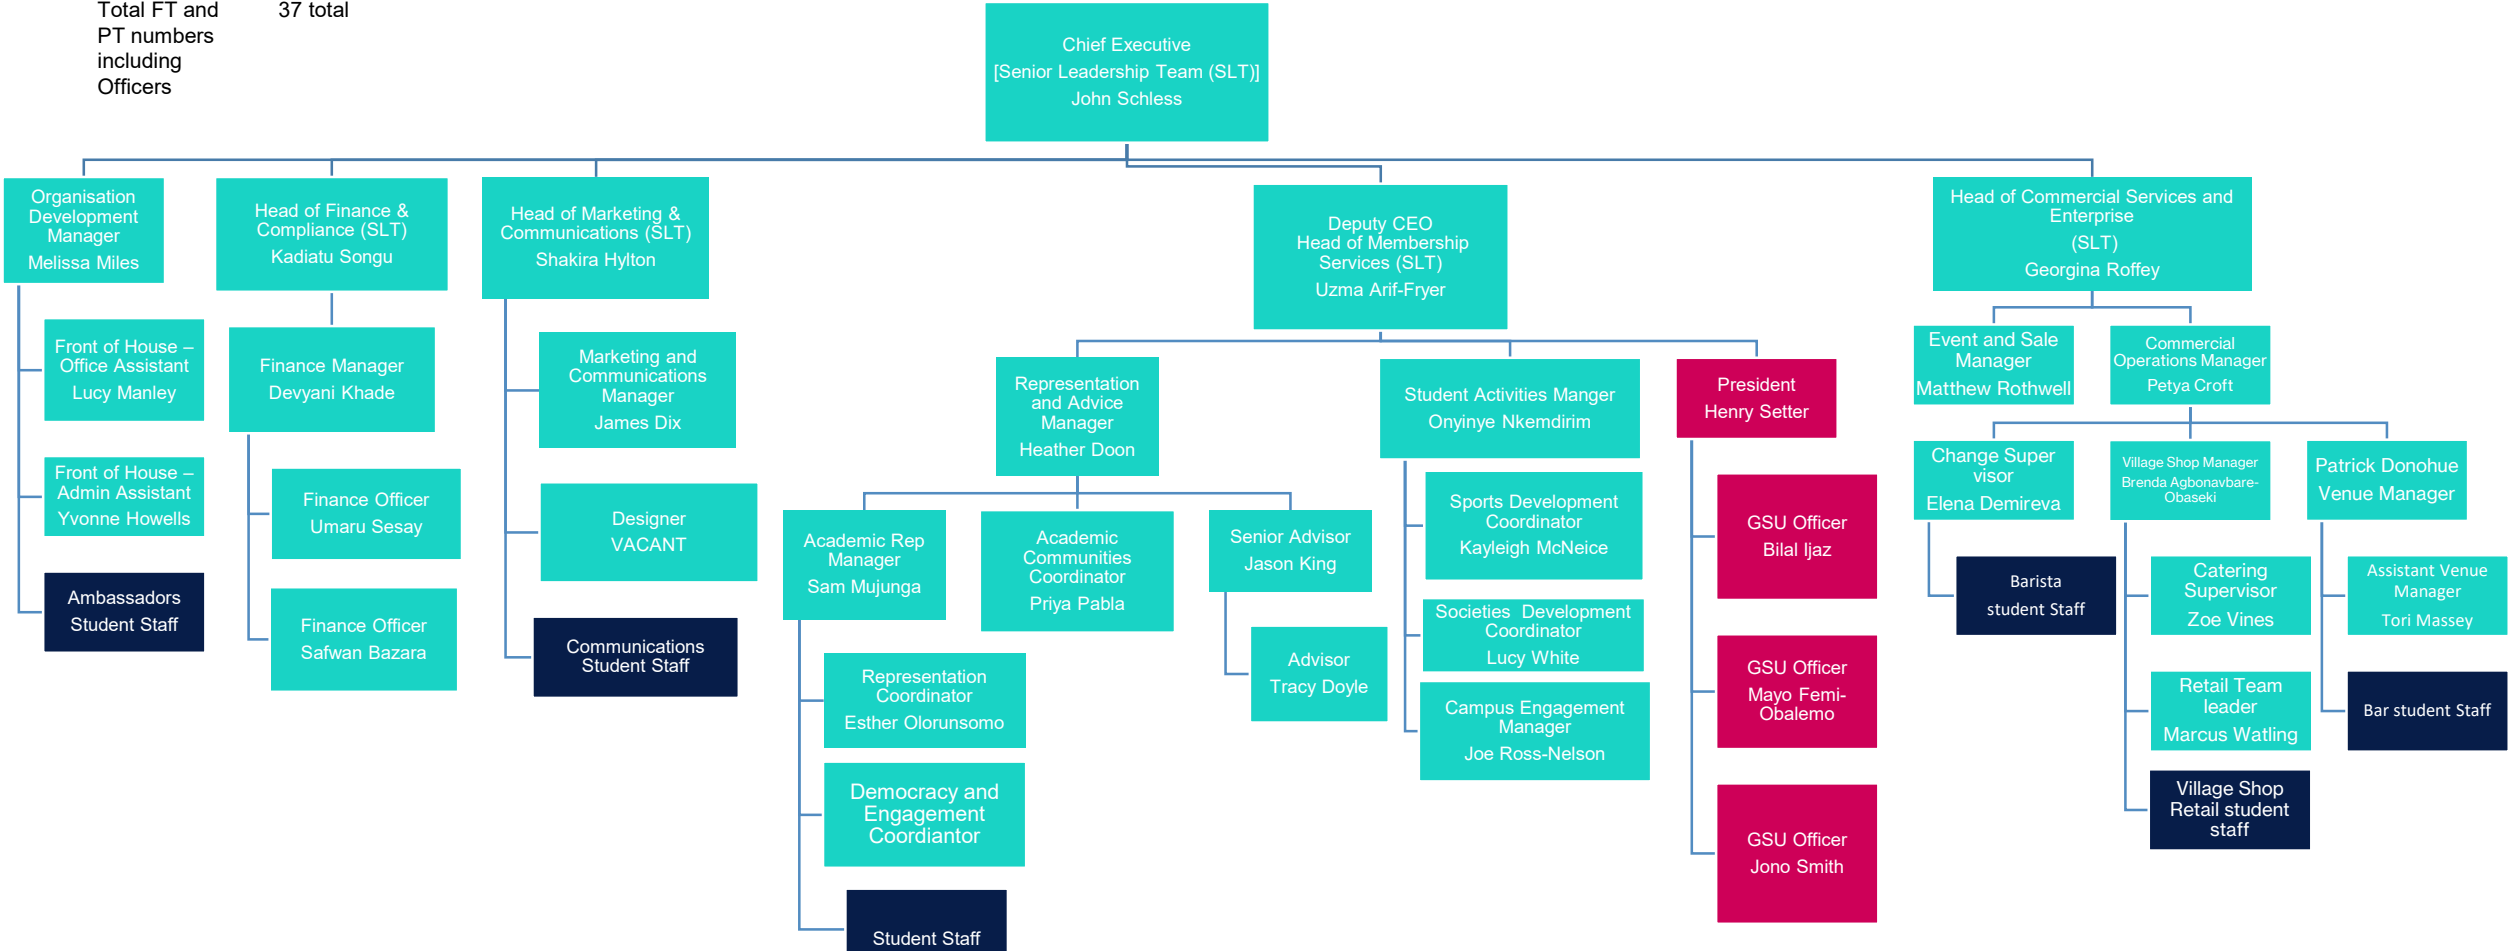 Total FT and
PT numbers
including
Officers
37 total
Chief Executive
[Senior Leadership Team (SLT)]
John Schless
Organisation
Development
Manager
Melissa Miles
Head of Finance &
Compliance (SLT)
Kadiatu Songu
Head of Marketing &
Communications (SLT)
Shakira Hylton
Deputy CEO
Head of Membership
Services (SLT)
Uzma Arif-Fryer
Head of Commercial Services and
Enterprise
(SLT)
Georgina Roffey
Front of House –
Office Assistant
Lucy Manley
Front of House –
Admin Assistant
Yvonne Howells
Ambassadors
Student Staff
Finance Manager
Devyani Khade
Finance Officer
Umaru Sesay
Finance Officer
Safwan Bazara
Marketing and
Communications
Manager
James Dix
Designer
VACANT
Communications
Student Staff
Representation
and Advice
Manager
Heather Doon
Academic Rep
Manager
Sam Mujunga
Representation
Coordinator
Esther Olorunsomo
Democracy and
Engagement
Coordiantor
Student Staff
Academic
Communities
Coordinator
Priya Pabla
Senior Advisor
Jason King
Advisor
Tracy Doyle
Student Activities Manger
Onyinye Nkemdirim
Sports Development
Coordinator
Kayleigh McNeice
Societies  Development
Coordinator
Lucy White
Campus Engagement
Manager
Joe Ross-Nelson
President
Henry Setter
GSU Officer
Bilal Ijaz
GSU Officer
Mayo Femi-
Obalemo
GSU Officer
Jono Smith
Event and Sale
Manager
Matthew Rothwell
Commercial
Operations Manager
Petya Croft
Change Super
visor
Elena Demireva
Barista
student Staff
Village Shop Manager
Brenda Agbonavbare-
Obaseki
Catering
Supervisor
Zoe Vines
Retail Team
leader
Marcus Watling
Village Shop
Retail student
staff
Patrick Donohue
Venue Manager
Assistant Venue
Manager
Tori Massey
Bar student Staff